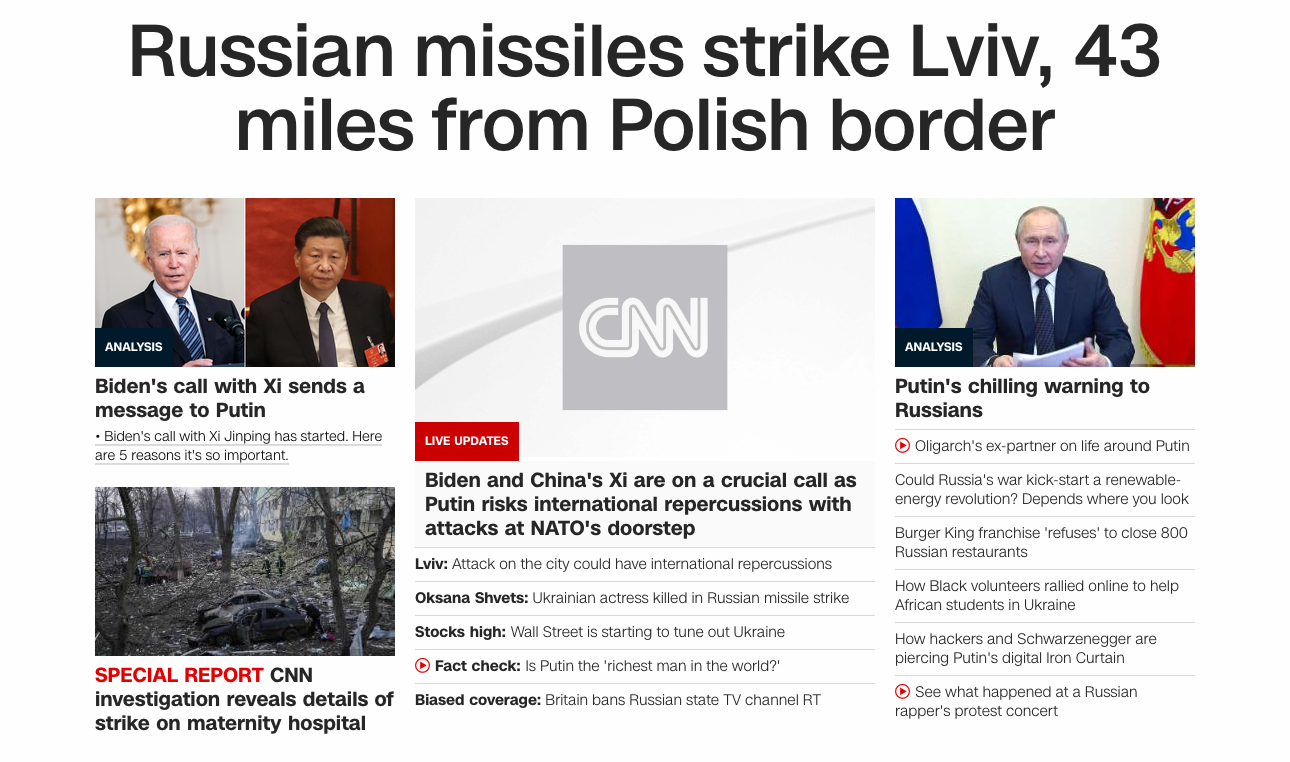 Russian missiles strike Lviv, 43
miles from Polish border
ANALYSIS
Biden's call with Xi sends a
message to Putin
• Biden's call with Xi Jinping has started. Here
are 5 reasons it's so important.
SPECIAL REPORT CNN
investigation reveals details of
strike on maternity hospital
CNN
LIVE UPDATES
Biden and China's Xi are on a crucial call as
Putin risks international repercussions with
attacks at NATO's doorstep
Lviv: Attack on the city could have international repercussions
Oksana Shvets: Ukrainian actress killed in Russian missile strike
Stocks high: Wall Street is starting to tune out Ukraine
Fact check: Is Putin the 'richest man in the world?'
Biased coverage: Britain bans Russian state TV channel RT
ANALYSIS
Putin's chilling warning to
Russians
Oligarch's ex-partner on life around Putin
Could Russia's war kick-start a renewable-
energy revolution? Depends where you look
Burger King franchise 'refuses' to close 800
Russian restaurants
How Black volunteers rallied online to help
African students in Ukraine
How hackers and Schwarzenegger are
piercing Putin's digital Iron Curtain
See what happened at a Russian
rapper's protest concert